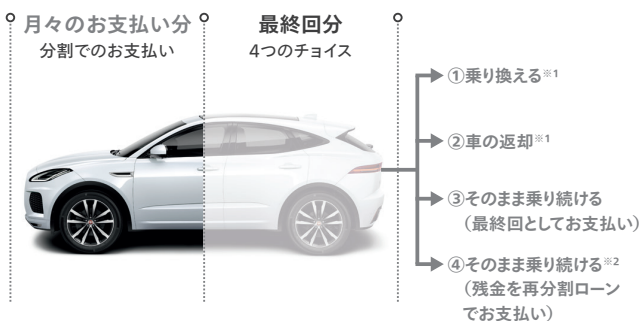 月々のお支払い分
分割でのお支払い
最終回分
4つのチョイス
①乗り換える※1
②車の返却※1
③そのまま乗り続ける
（最終回としてお支払い）
④そのまま乗り続ける※2
（残金を再分割ローン
でお支払い）